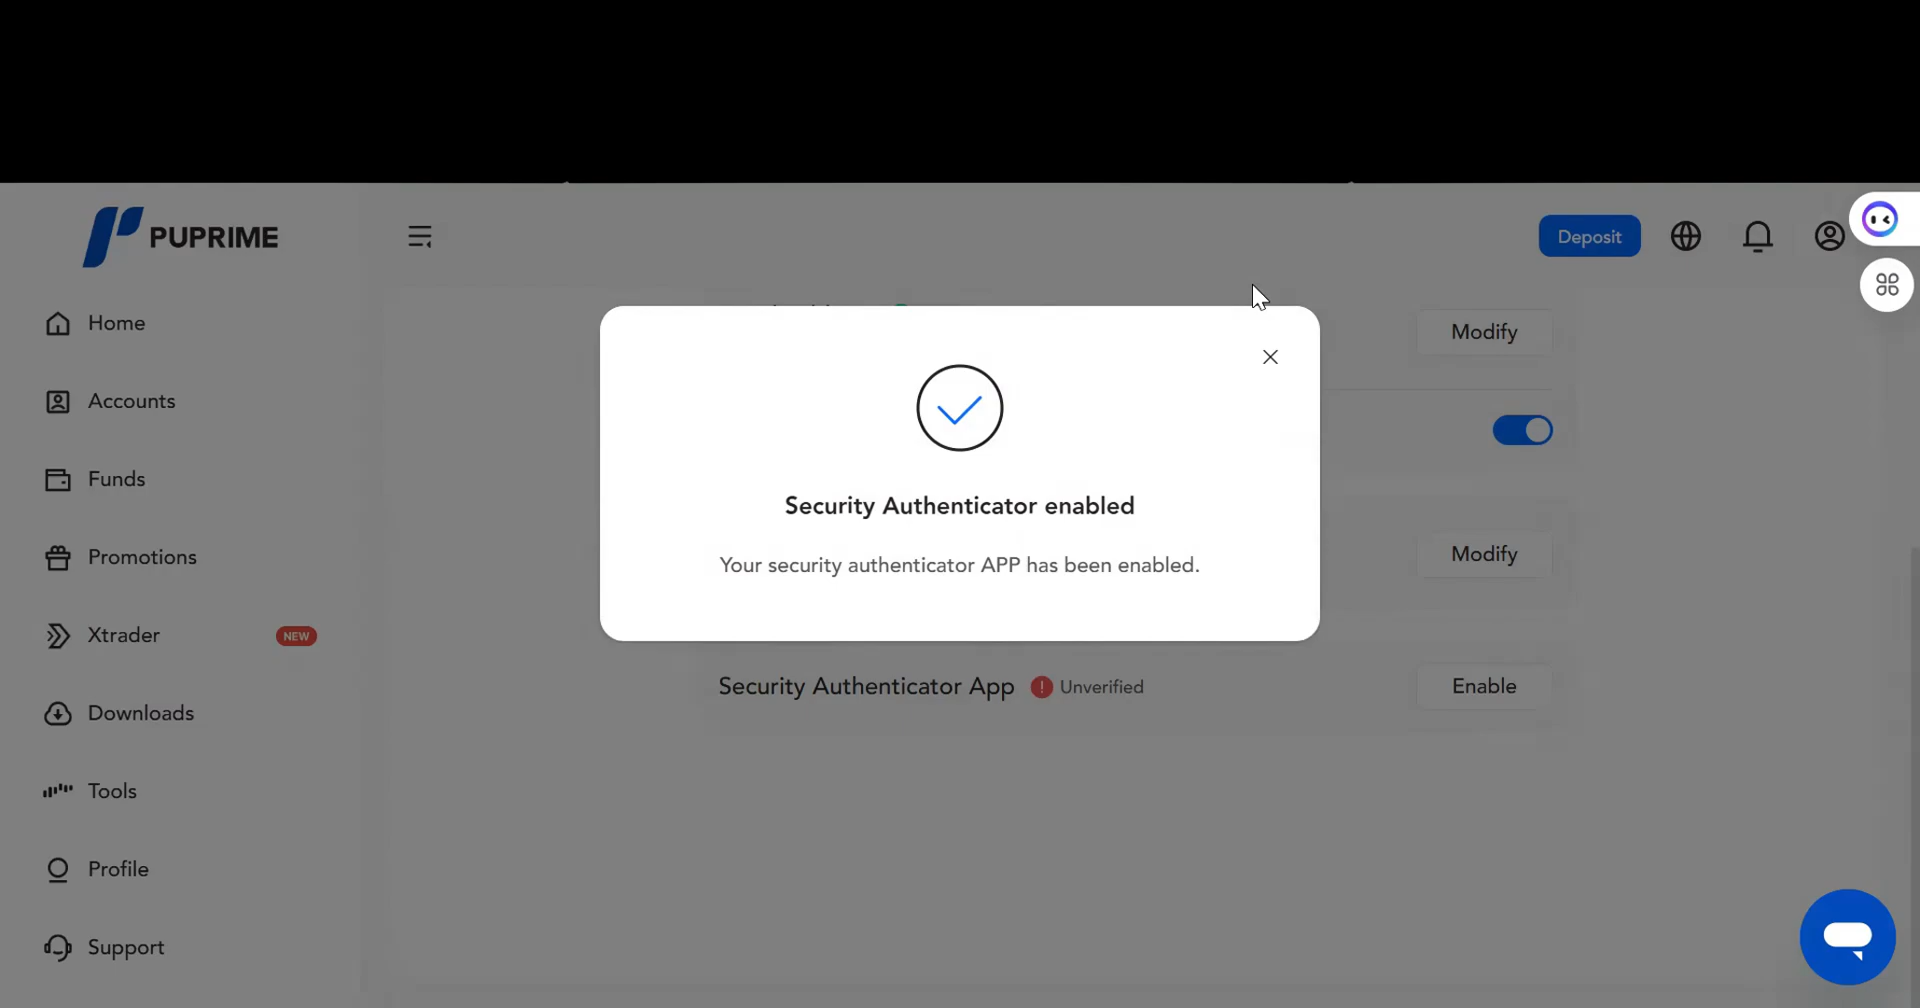 PUPRIME
Deposit
Home
Accounts
Funds
Promotions
Xtrader NEW
Downloads
Tools
Profile
Support
Modify
Security Authenticator enabled
Your security authenticator APP has been enabled.
Modify
Security Authenticator App ! Unverified
Enable